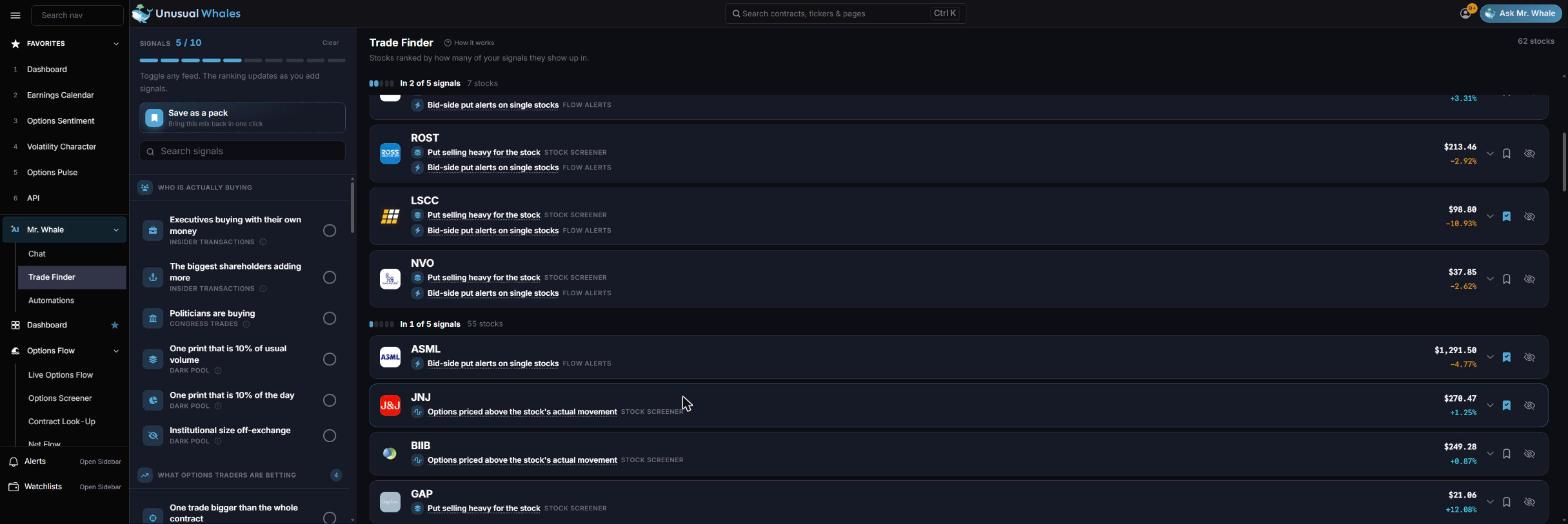 Search nav
FAVORITES
1 Dashboard
2 Earnings Calendar
3 Options Sentiment
4 Volatility Character
5 Options Pulse
6 API
AI Mr. Whale
Chat
Trade Finder
Automations
Dashboard
Options Flow
Live Options Flow
Options Screener
Contract Look-Up
Net Flow
Alerts Open Sidebar
Watchlists Open Sidebar
Unusual Whales
Search contracts, tickers & pages Ctrl K
9+
Ask Mr. Whale
SIGNALS 5 / 10 Clear
Toggle any feed. The ranking updates as you add
signals.
Save as a pack
Bring this mix back in one click
Search signals
WHO IS ACTUALLY BUYING
Executives buying with their own
money
INSIDER TRANSACTIONS
The biggest shareholders adding
more
INSIDER TRANSACTIONS
Politicians are buying
CONGRESS TRADES
One print that is 10% of usual
volume
DARK POOL
One print that is 10% of the day
DARK POOL
Institutional size off-exchange
DARK POOL
WHAT OPTIONS TRADERS ARE BETTING 4
One trade bigger than the whole
contract
Trade Finder How it works 62 stocks
Stocks ranked by how many of your signals they show up in.
In 2 of 5 signals 7 stocks
Bid-side put alerts on single stocks FLOW ALERTS +3.31%
ROSS
ROST
Put selling heavy for the stock STOCK SCREENER
Bid-side put alerts on single stocks FLOW ALERTS
$213.46
-2.92%
LSCC
Put selling heavy for the stock STOCK SCREENER
Bid-side put alerts on single stocks FLOW ALERTS
$98.80
-10.93%
NVO
Put selling heavy for the stock STOCK SCREENER
Bid-side put alerts on single stocks FLOW ALERTS
$37.85
-2.62%
In 1 of 5 signals 55 stocks
ASML
ASML
Bid-side put alerts on single stocks FLOW ALERTS
$1,291.50
-4.77%
J&J
JNJ
Options priced above the stock's actual movement STOCK SCREENER
$270.47
+1.25%
BIIB
Options priced above the stock's actual movement STOCK SCREENER
$249.28
+0.87%
GAP
Put selling heavy for the stock STOCK SCREENER
$21.06
+12.08%